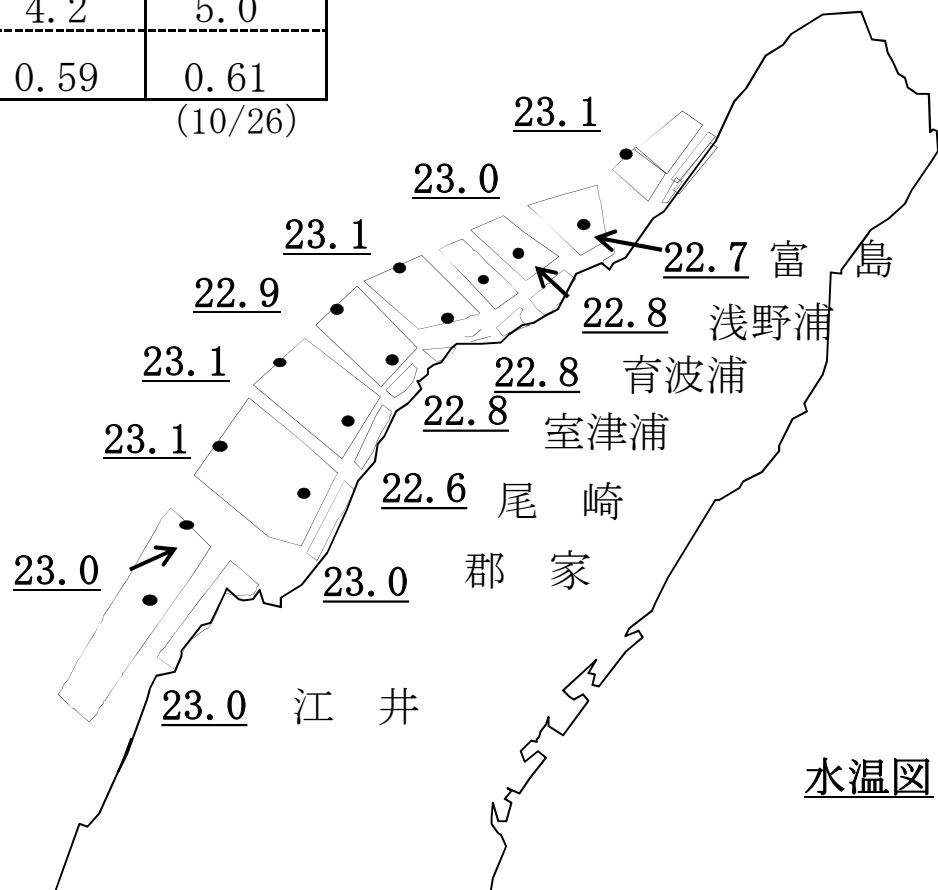 4.2 5.0
0.59 0.61
(10/26)
23.1
23.0
23.1
22.7 富 島
22.9
22.8 浅野浦
23.1
22.8 育波浦
22.8 室津浦
23.1
22.6 尾 崎
23.0
23.0 郡 家
23.0 江 井
水温図